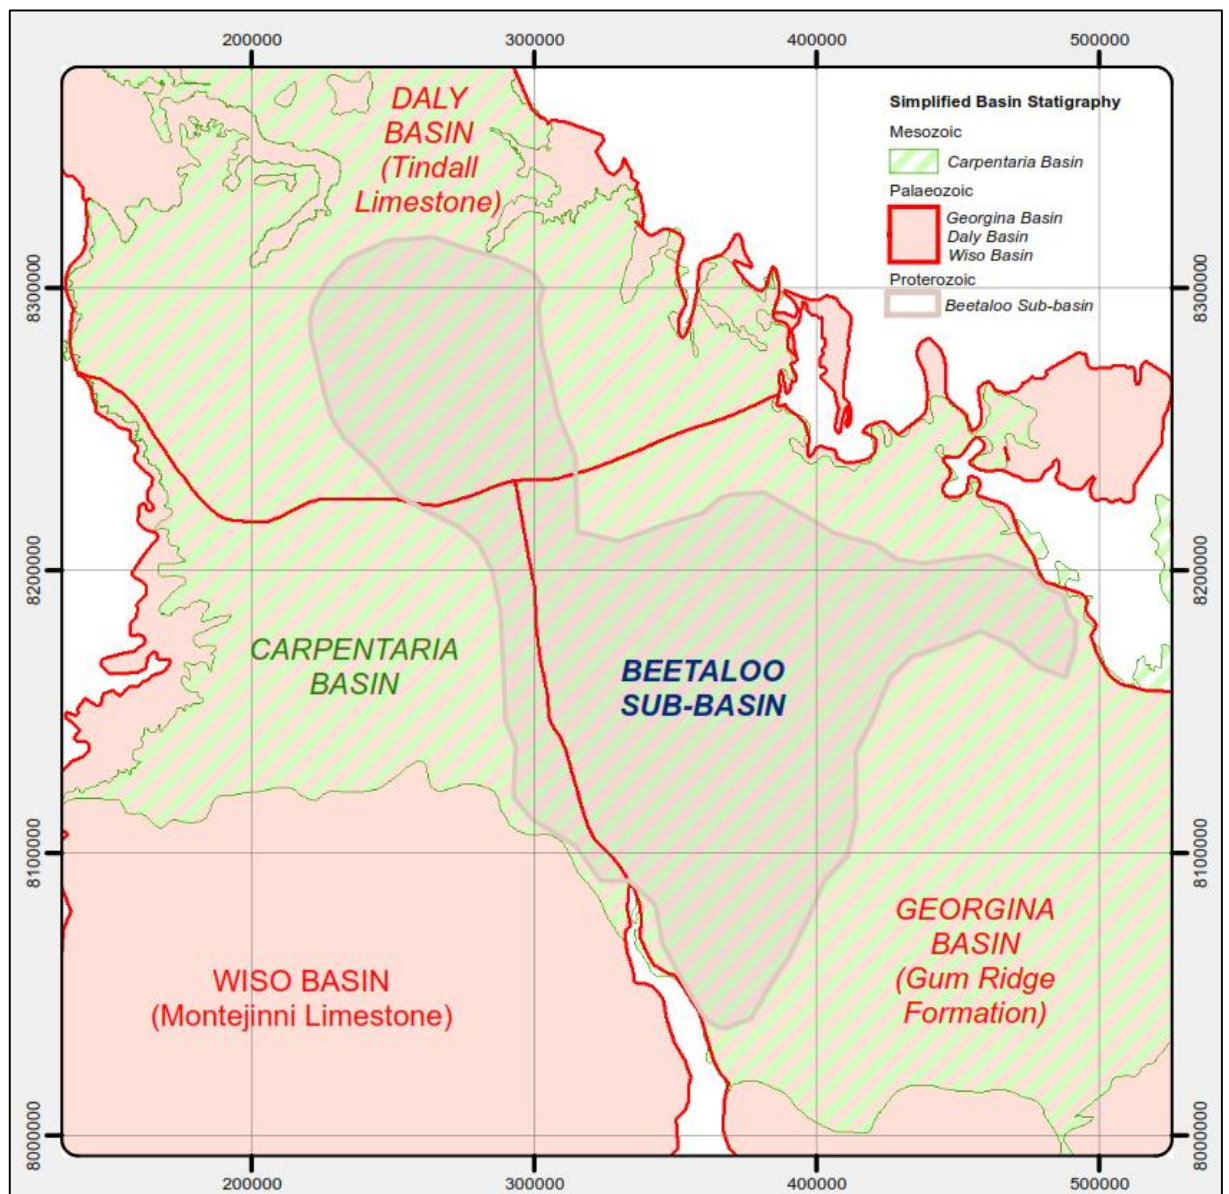 200000
300000
400000
500000
DALY
BASIN
(Tindall
Limestone)
Simplified Basin Statigraphy
Mesozoic
Carpentaria Basin
Palaeozoic
Georgina Basin
Daly Basin
Wiso Basin
Proterozoic
Beetaloo Sub-basin
8300000
8300000
8200000
8200000
CARPENTARIA
BASIN
BEETALOO
SUB-BASIN
8100000
8100000
GEORGINA
BASIN
(Gum Ridge
Formation)
WISO BASIN
(Montejinni Limestone)
8000000
8000000
200000
300000
400000
500000